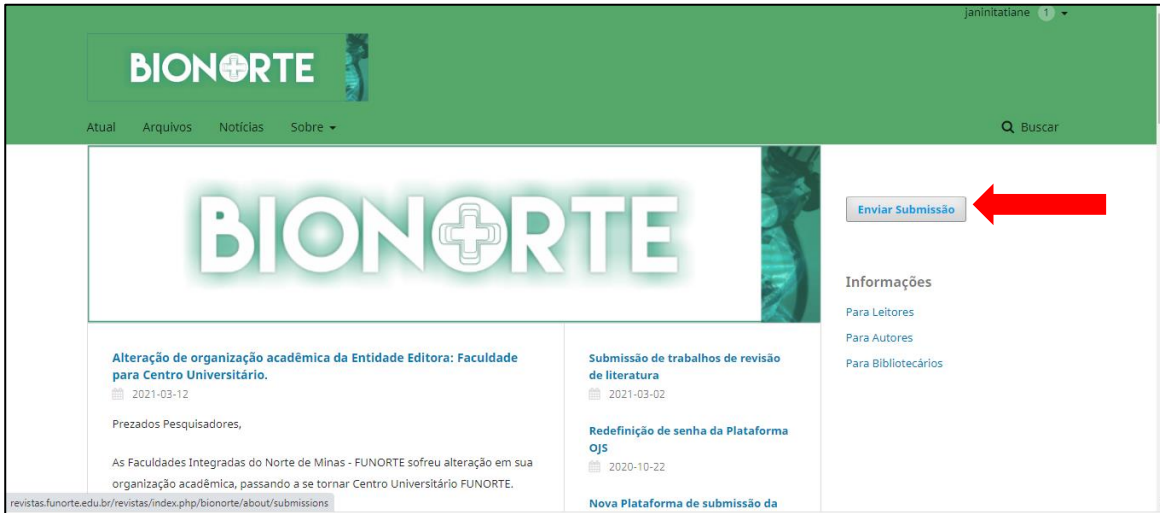 janinitatiane 1
BIONORTE
Atual Arquivos Notícias Sobre
Buscar
BIONORTE
Enviar Submissão
Informações
Para Leitores
Para Autores
Para Bibliotecários
Alteração de organização acadêmica da Entidade Editora: Faculdade
para Centro Universitário.
2021-03-12
Prezados Pesquisadores,
As Faculdades Integradas do Norte de Minas - FUNORTE sofreu alteração em sua
organização acadêmica, passando a se tornar Centro Universitário FUNORTE.
Submissão de trabalhos de revisão
de literatura
2021-03-02
Redefinição de senha da Plataforma
OJS
2020-10-22
Nova Plataforma de submissão da
revistas.funorte.edu.br/revistas/index.php/bionorte/about/submissions